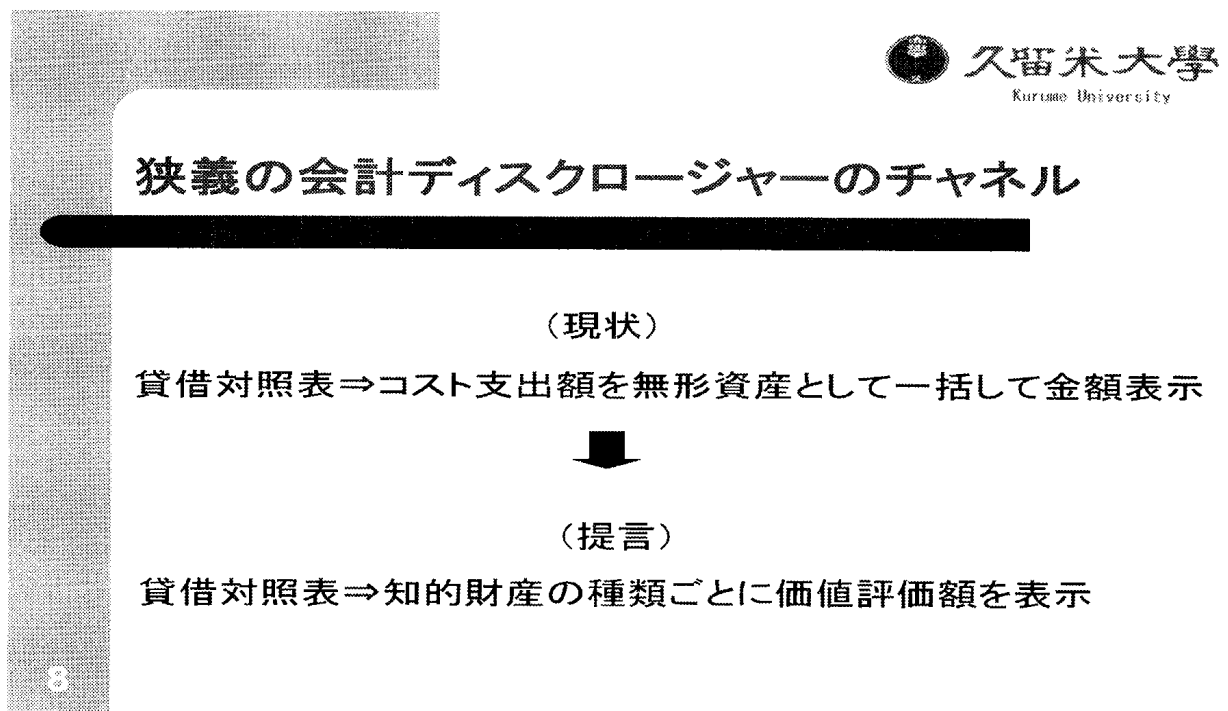 久留米大學
Kurume University
狭義の会計ディスクロージャーのチャネル
（現状）
貸借対照表⇒コスト支出額を無形資産として一括して金額表示
（提言）
貸借対照表⇒知的財産の種類ごとに価値評価額を表示
8